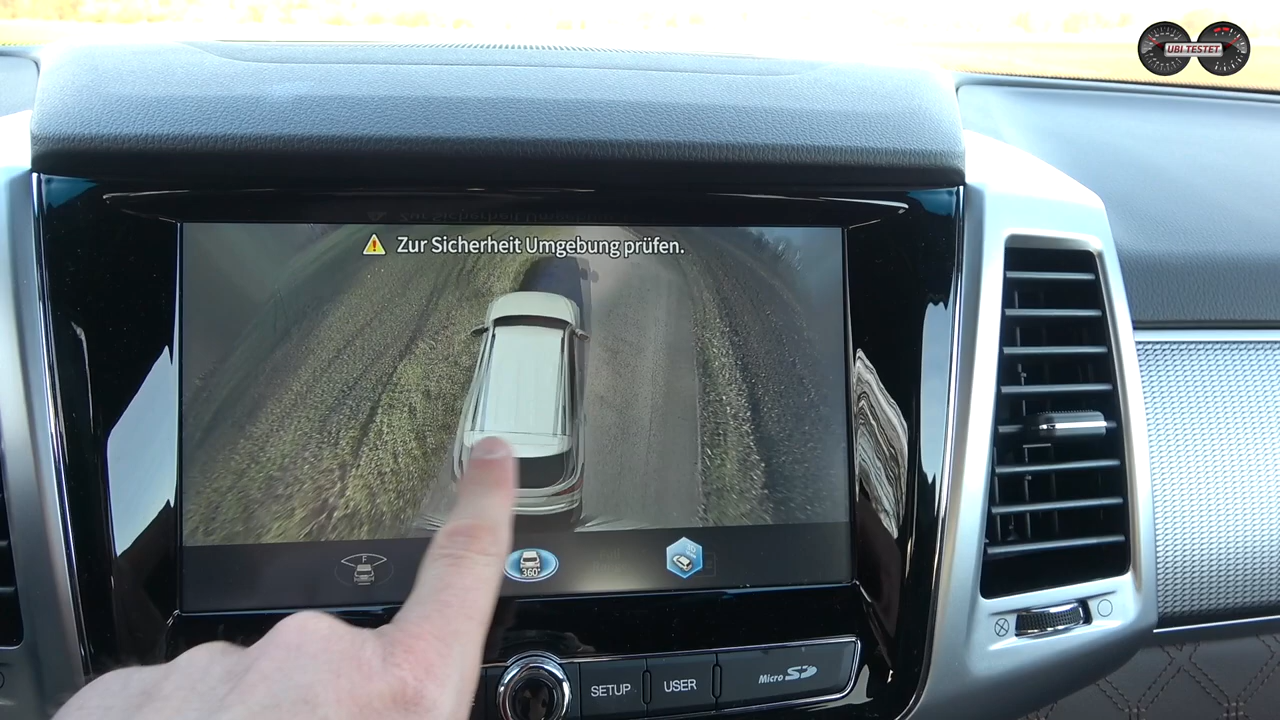 UBI TESTET
Zur Sicherheit Umgebung prüfen.
F
360°
3D
SETUP
USER
Micro SD